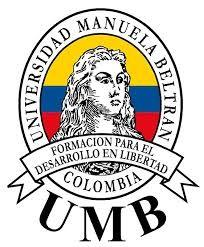 UNIVERSIDAD MANUELA BELTRAN
FORMACION PARA EL
DESARROLLO EN LIBERTAD
COLOMBIA
UMB